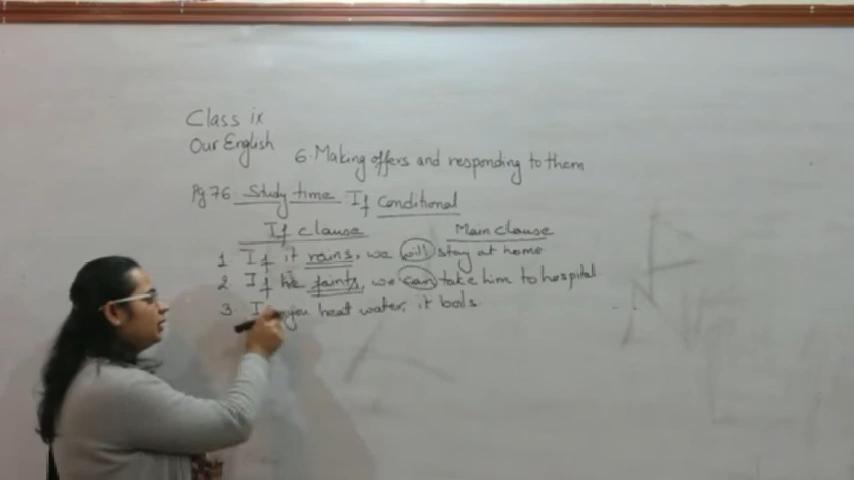 Class ix
Our English
6. Making offers and responding to them
Pg 76 Study time If Conditional
If clause Main clause
1 If it rains, we will stay at home
2 If he faints, we can take him to hospital
3 you heat water, it boils